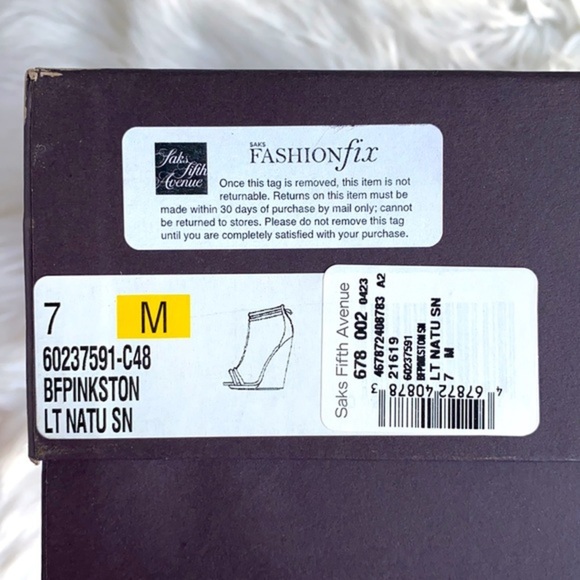 Saks
fifth
Avenue
SAKS
FASHIONfix
Once this tag is removed, this item is not
returnable. Returns on this item must be
made within 30 days of purchase by mail only; cannot
be returned to stores. Please do not remove this tag
until you are completely satisfied with your purchase.
7 M
60237591-C48
BFPINKSTON
LT NATU SN
Saks Fifth Avenue
678 002 0423
467872408783 A2
21619
60237591
BFPINKSTON SN
LT NATU SN
7 M
4 67872 40878 3